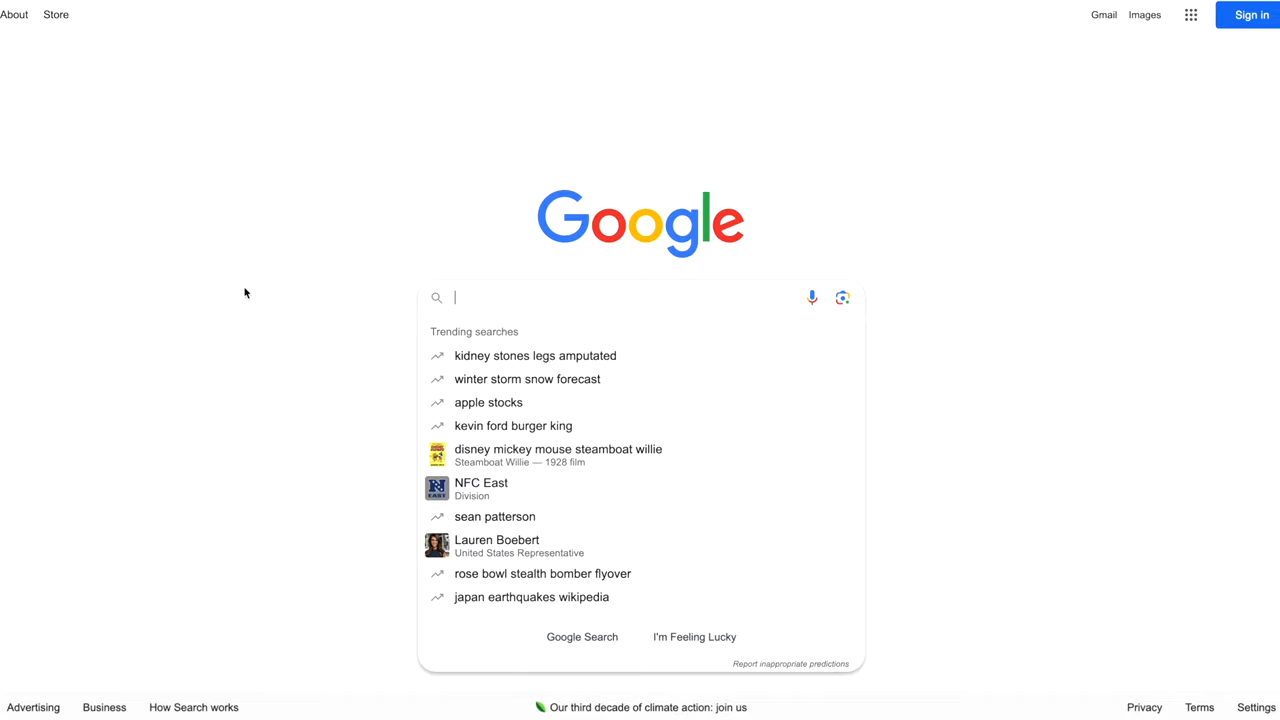 About Store Gmail Images Sign in
Google
Trending searches
kidney stones legs amputated
winter storm snow forecast
apple stocks
kevin ford burger king
disney mickey mouse steamboat willie
Steamboat Willie — 1928 film
NFC East
Division
sean patterson
Lauren Boebert
United States Representative
rose bowl stealth bomber flyover
japan earthquakes wikipedia
Google Search I'm Feeling Lucky
Report inappropriate predictions
Advertising Business How Search works Our third decade of climate action: join us Privacy Terms Settings